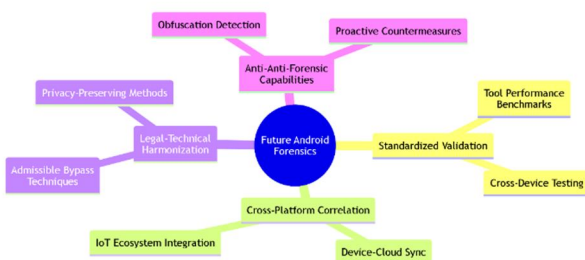 Obfuscation Detection
Proactive Countermeasures
Anti-Anti-Forensic
Capabilities
Privacy-Preserving Methods
Tool Performance
Benchmarks
Legal-Technical
Harmonization
Future Android
Forensics
Standardized Validation
Admissible Bypass
Techniques
Cross-Device Testing
Cross-Platform Correlation
IoT Ecosystem Integration
Device-Cloud Sync